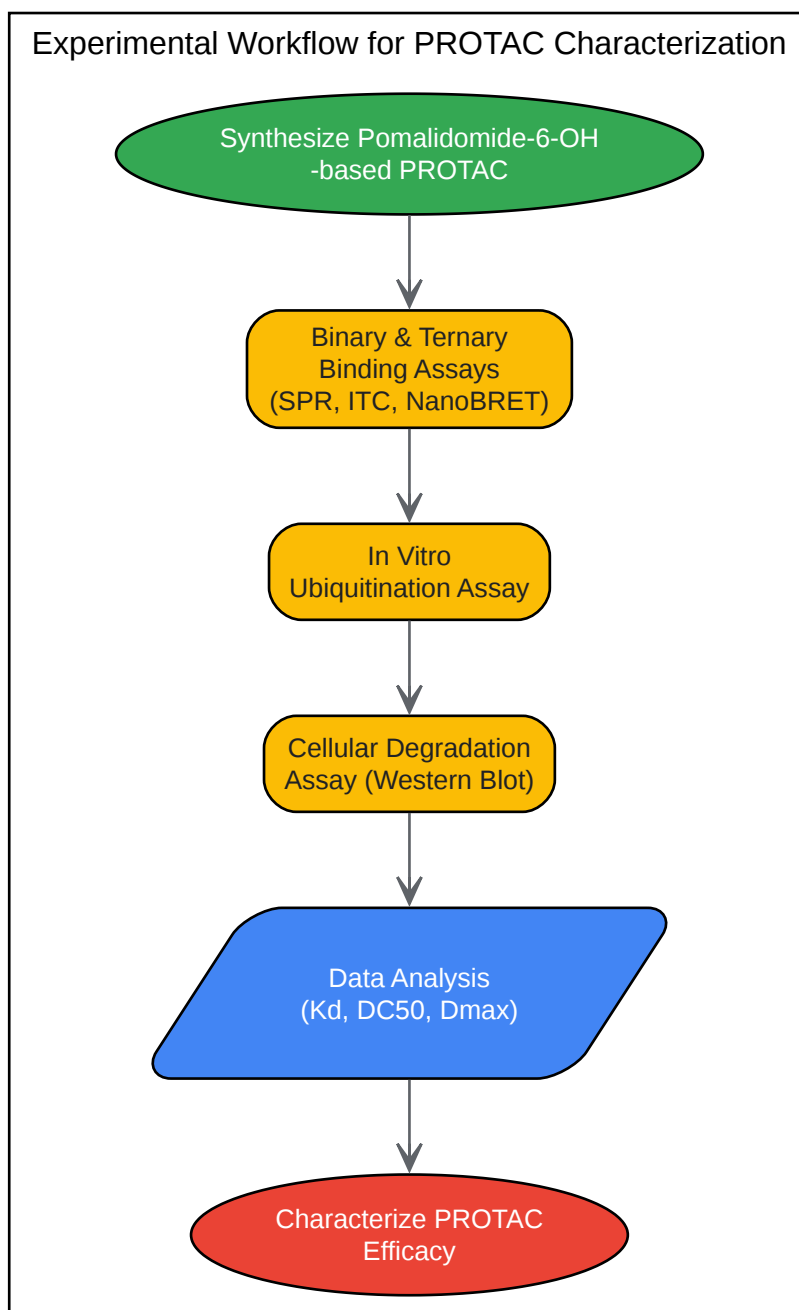 Experimental Workflow for PROTAC Characterization
Synthesize Pomalidomide-6-OH
-based PROTAC
Binary & Ternary
Binding Assays
(SPR, ITC, NanoBRET)
In Vitro
Ubiquitination Assay
Cellular Degradation
Assay (Western Blot)
Data Analysis
(Kd, DC50, Dmax)
Characterize PROTAC
Efficacy